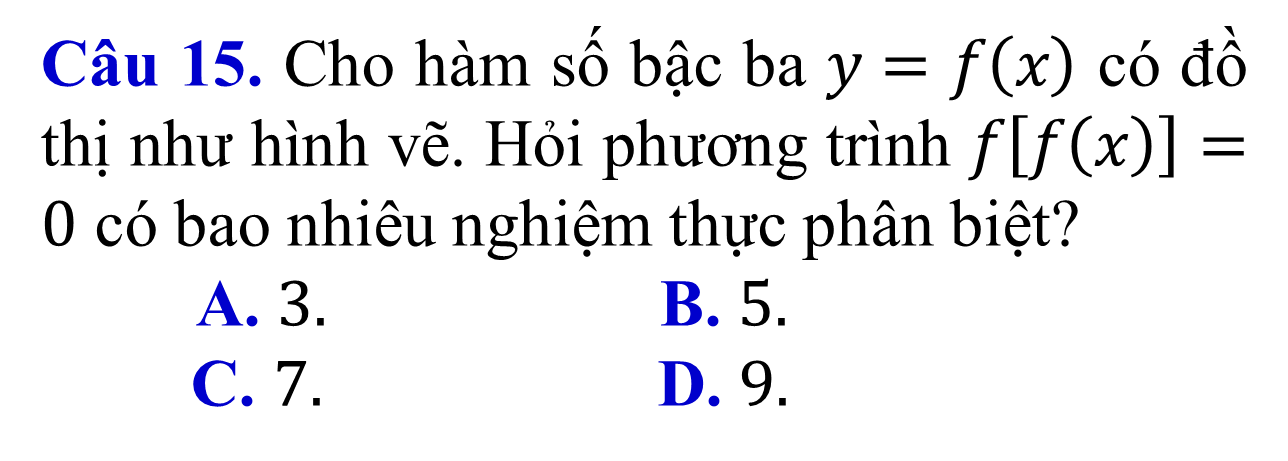 Câu 15. Cho hàm số bậc ba y = f(x) có đồ
thị như hình vẽ. Hỏi phương trình f[f(x)] =
0 có bao nhiêu nghiệm thực phân biệt?
A. 3. B. 5.
C. 7. D. 9.